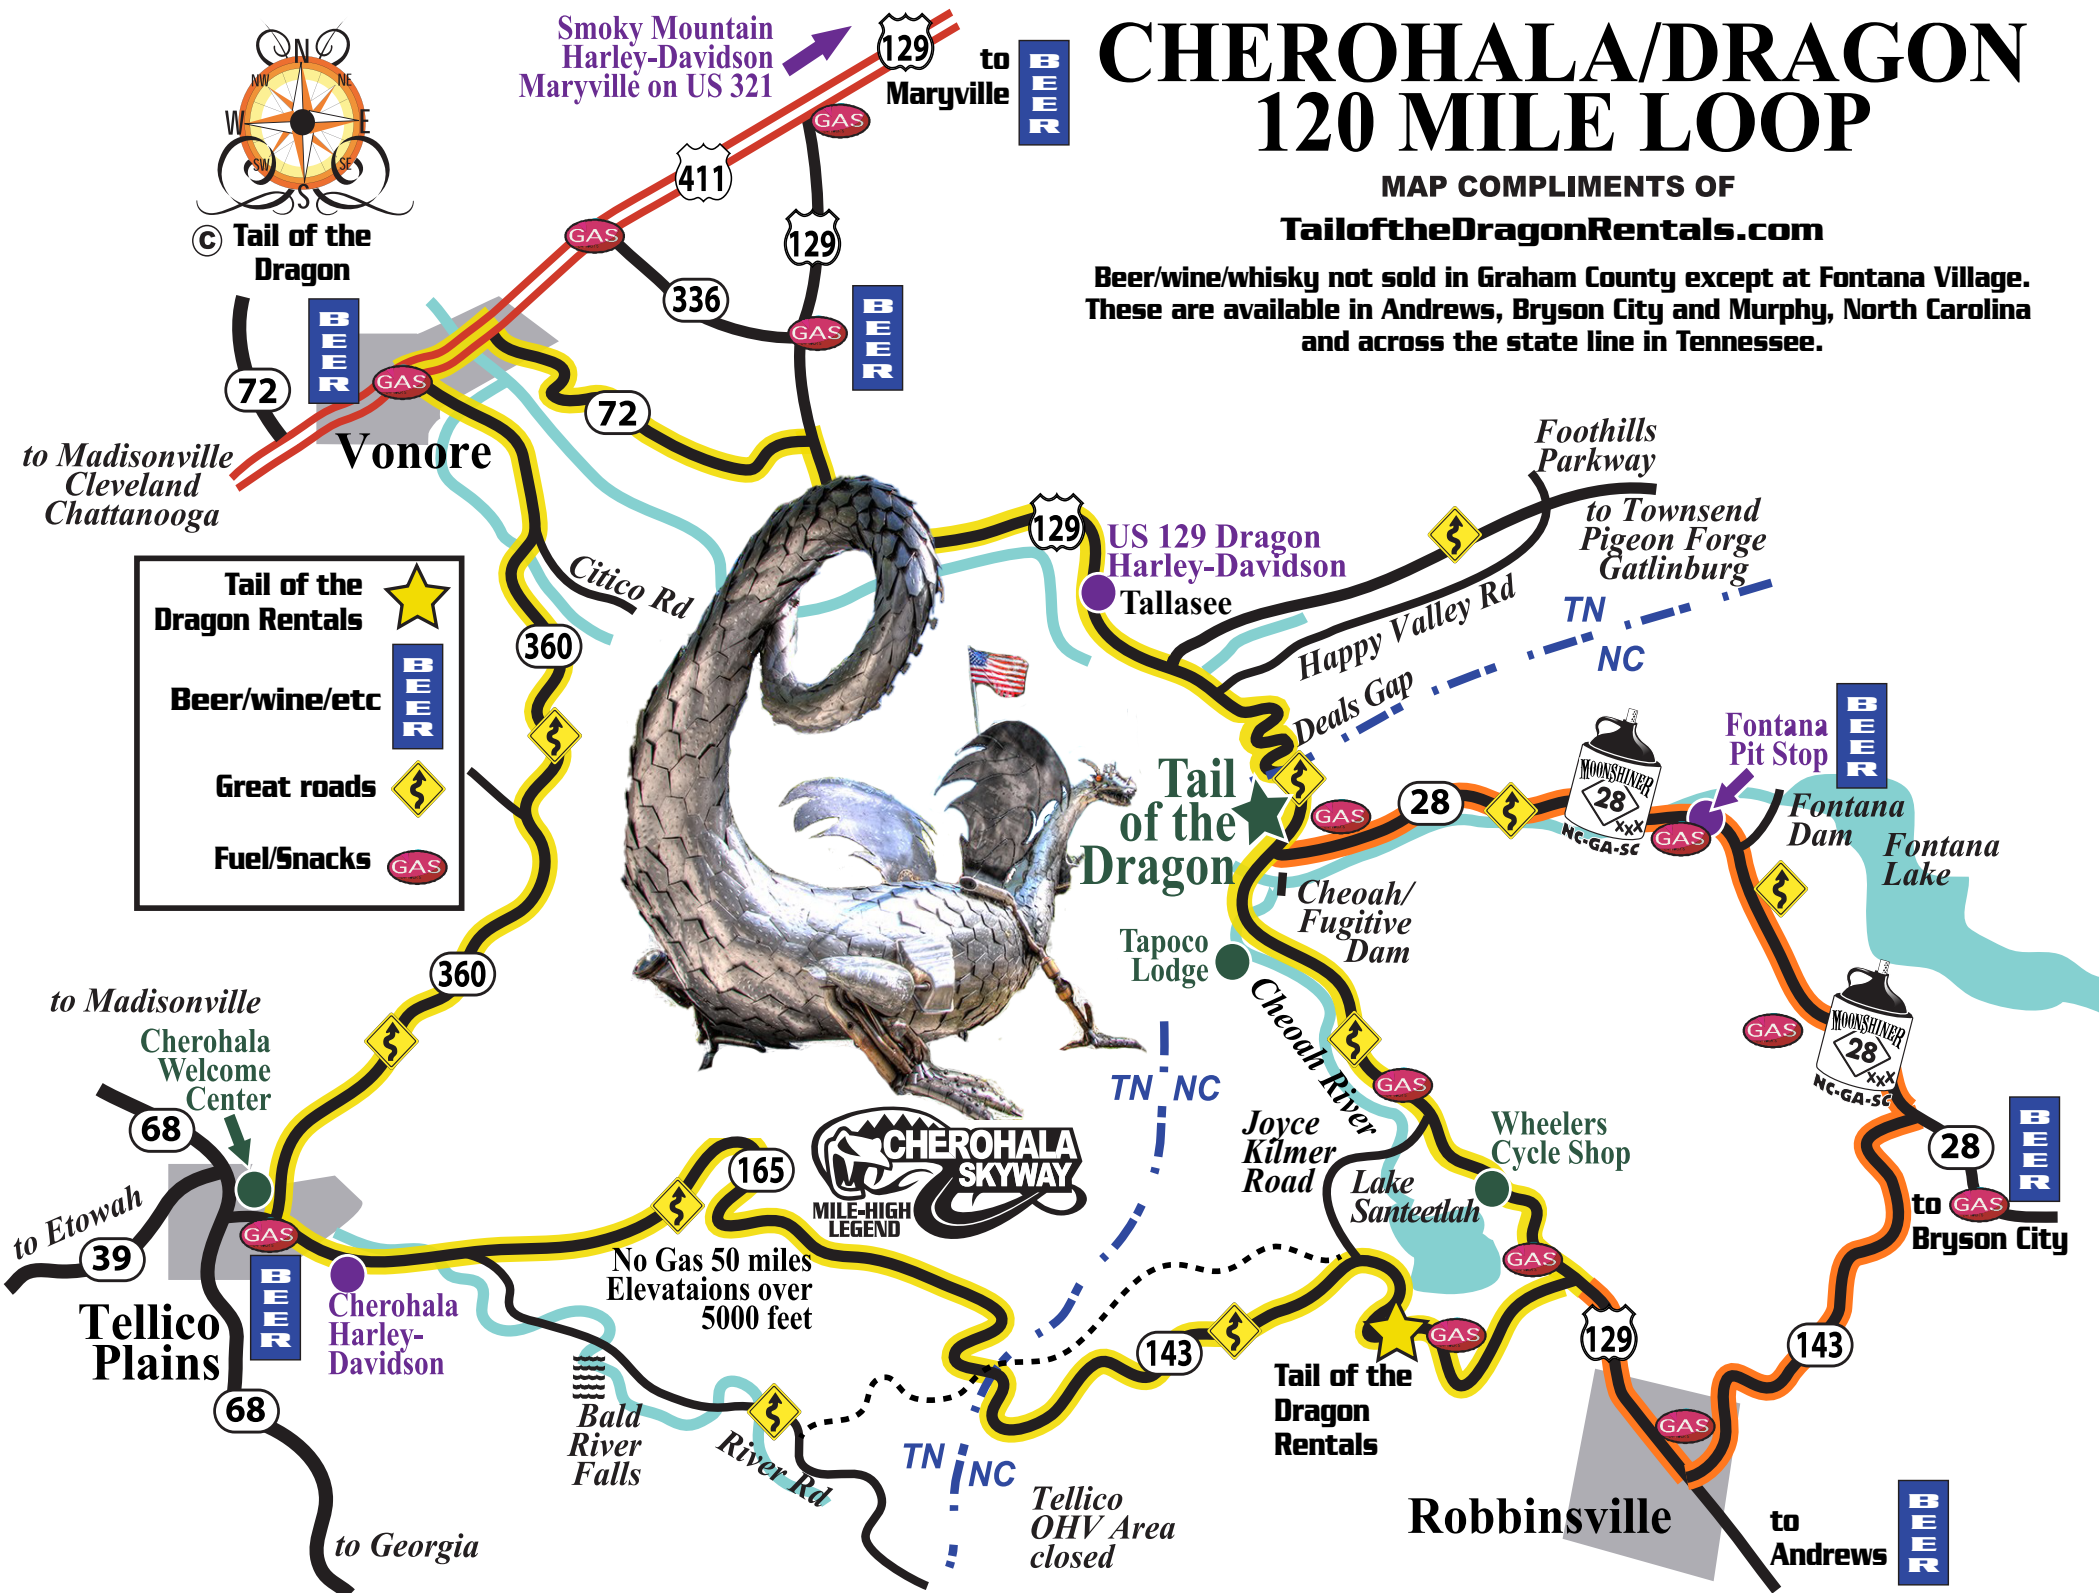 CHEROHALA/DRAGON
120 MILE LOOP
MAP COMPLIMENTS OF
TailoftheDragonRentals.com
Beer/wine/whisky not sold in Graham County except at Fontana Village.
These are available in Andrews, Bryson City and Murphy, North Carolina
and across the state line in Tennessee.
N
NW
NE
W
E
SW
SE
S
© Tail of the
Dragon
Smoky Mountain
Harley-Davidson
Maryville on US 321
129
to
Maryville
BEER
GAS
411
GAS
129
336
GAS
BEER
72
BEER
GAS
72
Vonore
to Madisonville
Cleveland
Chattanooga
Tail of the
Dragon Rentals
Beer/wine/etc
BEER
Great roads
Fuel/Snacks
GAS
Citico Rd
360
360
129
US 129 Dragon
Harley-Davidson
Tallasee
Foothills
Parkway
to Townsend
Pigeon Forge
Gatlinburg
Happy Valley Rd
TN
NC
Deals Gap
Tail
of the
Dragon
GAS
28
MOONSHINER
28
XXX
NC-GA-SC
Fontana
Pit Stop
BEER
GAS
Fontana
Dam
Fontana
Lake
Cheoah/
Fugitive
Dam
Tapoco
Lodge
Cheoah River
GAS
MOONSHINER
28
XXX
NC-GA-SC
to Madisonville
Cherohala
Welcome
Center
68
to Etowah
39
GAS
BEER
Tellico
Plains
Cherohala
Harley-
Davidson
68
to Georgia
165
CHEROHALA
SKYWAY
MILE-HIGH
LEGEND
No Gas 50 miles
Elevataions over
5000 feet
TN
NC
GAS
Joyce
Kilmer
Road
Lake
Santeetlah
Wheelers
Cycle Shop
GAS
28
BEER
to
GAS
Bryson City
143
143
129
GAS
Tail of the
Dragon
Rentals
Bald
River
Falls
River Rd
TN
NC
Tellico
OHV Area
closed
GAS
Robbinsville
to
Andrews
BEER